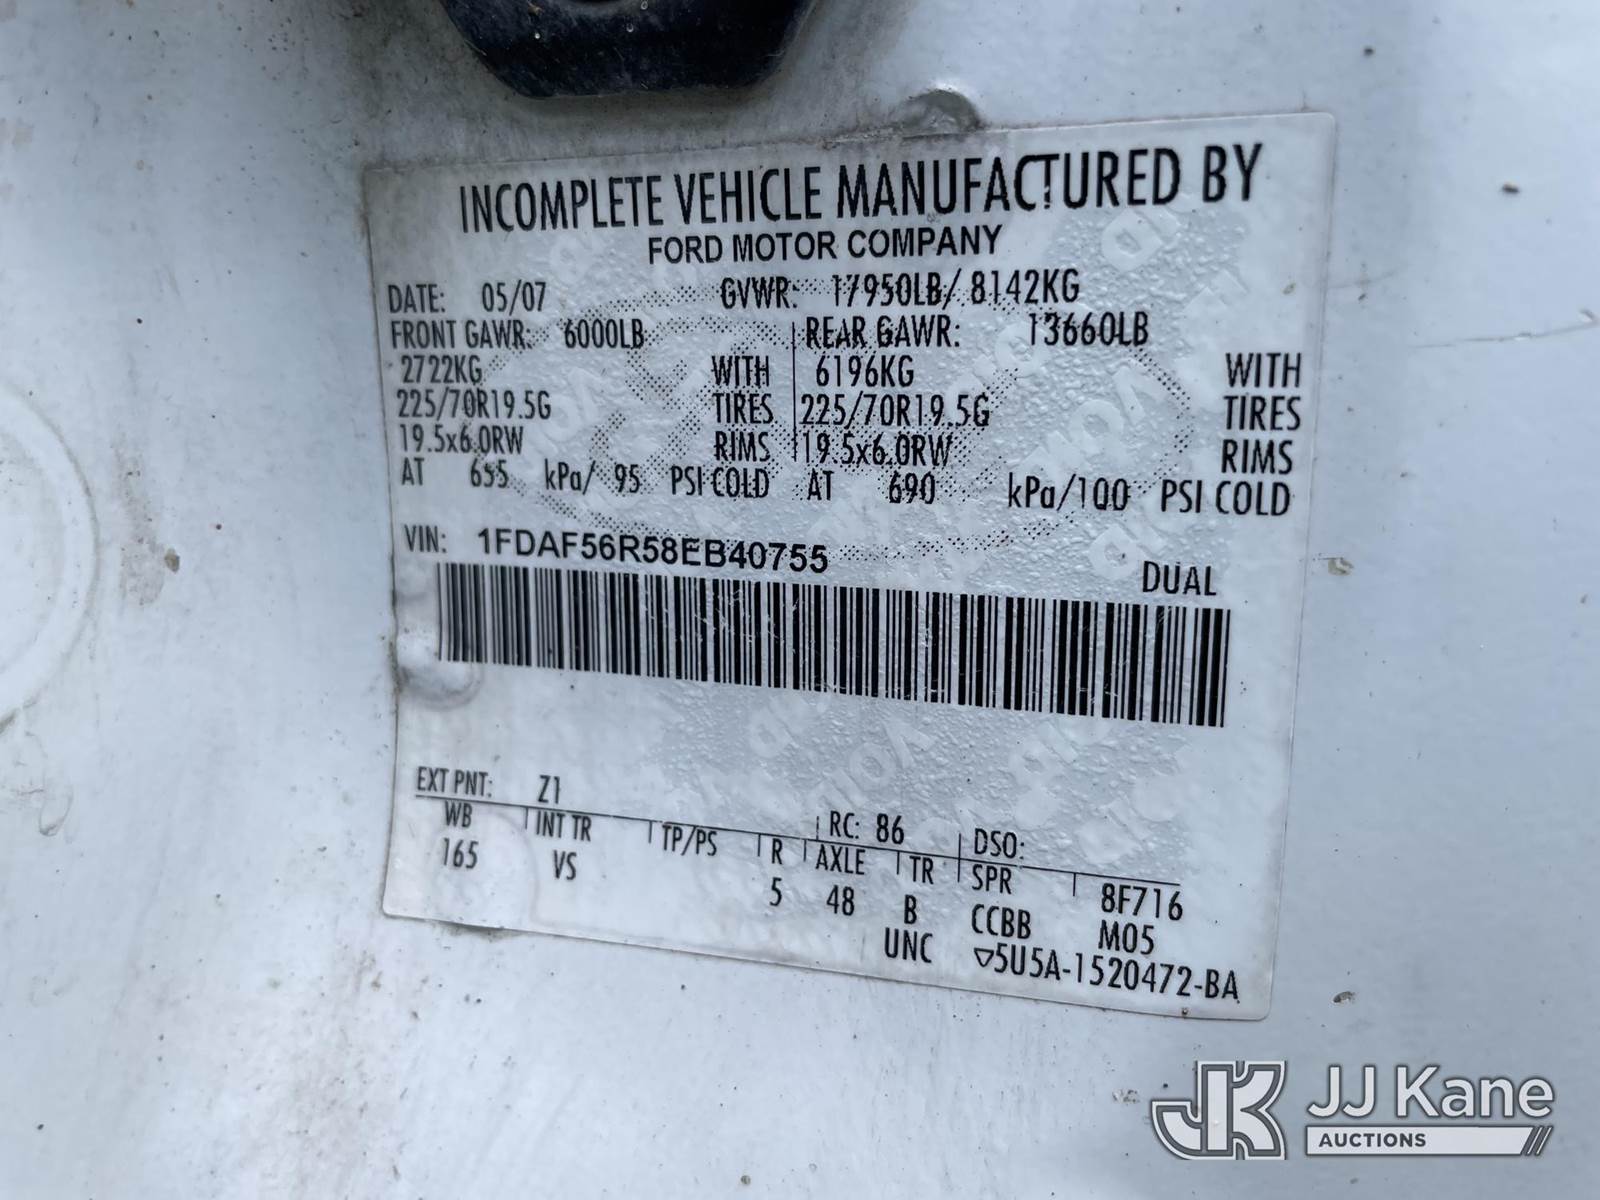 INCOMPLETE VEHICLE MANUFACTURED BY
FORD MOTOR COMPANY
DATE: 05/07 GVWR: 17950LB/ 8142KG
FRONT GAWR: 6000LB REAR GAWR: 13660LB
2722KG WITH 6196KG WITH
225/70R19.5G TIRES 225/70R19.5G TIRES
19.5x6.0RW RIMS 19.5x6.0RW RIMS
AT 655 kPa/ 95 PSI COLD AT 690 kPa/100 PSI COLD
VIN: 1FDAF56R58EB40755
DUAL
EXT PNT: Z1 RC: 86 DSO:
WB INT TR TP/PS R AXLE TR SPR 8F716
165 VS 5 48 B CCBB M05
UNC ▽5U5A-1520472-BA
JK JJ Kane
AUCTIONS